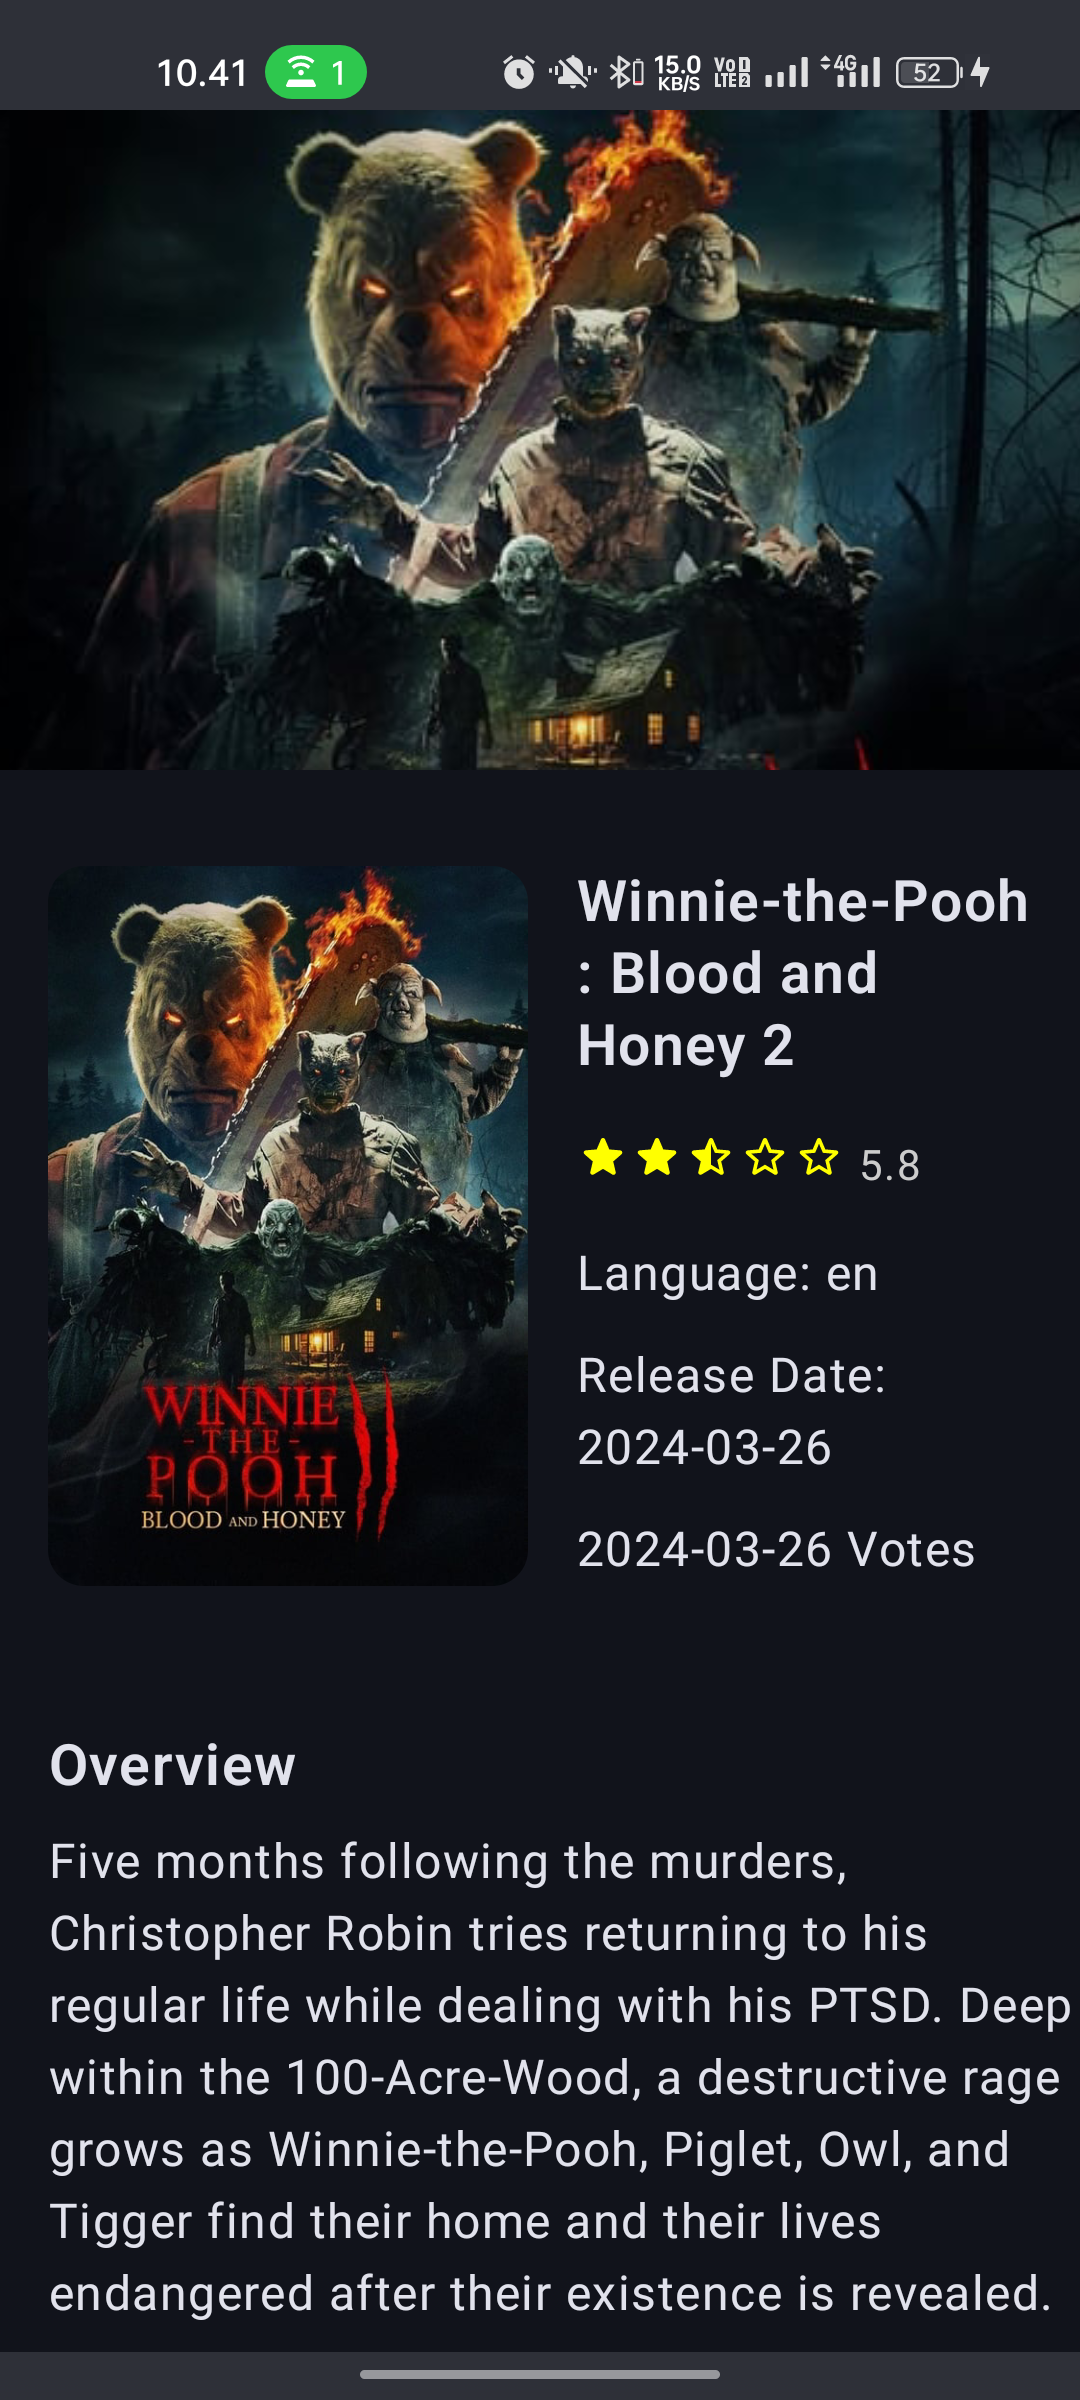 10.41 1 15.0 KB/S VoD LTE2 4G 52
Winnie-the-Pooh
: Blood and
Honey 2
5.8
Language: en
Release Date:
2024-03-26
2024-03-26 Votes
WINNIE
-THE-
POOH
BLOOD AND HONEY
Overview
Five months following the murders,
Christopher Robin tries returning to his
regular life while dealing with his PTSD. Deep
within the 100-Acre-Wood, a destructive rage
grows as Winnie-the-Pooh, Piglet, Owl, and
Tigger find their home and their lives
endangered after their existence is revealed.